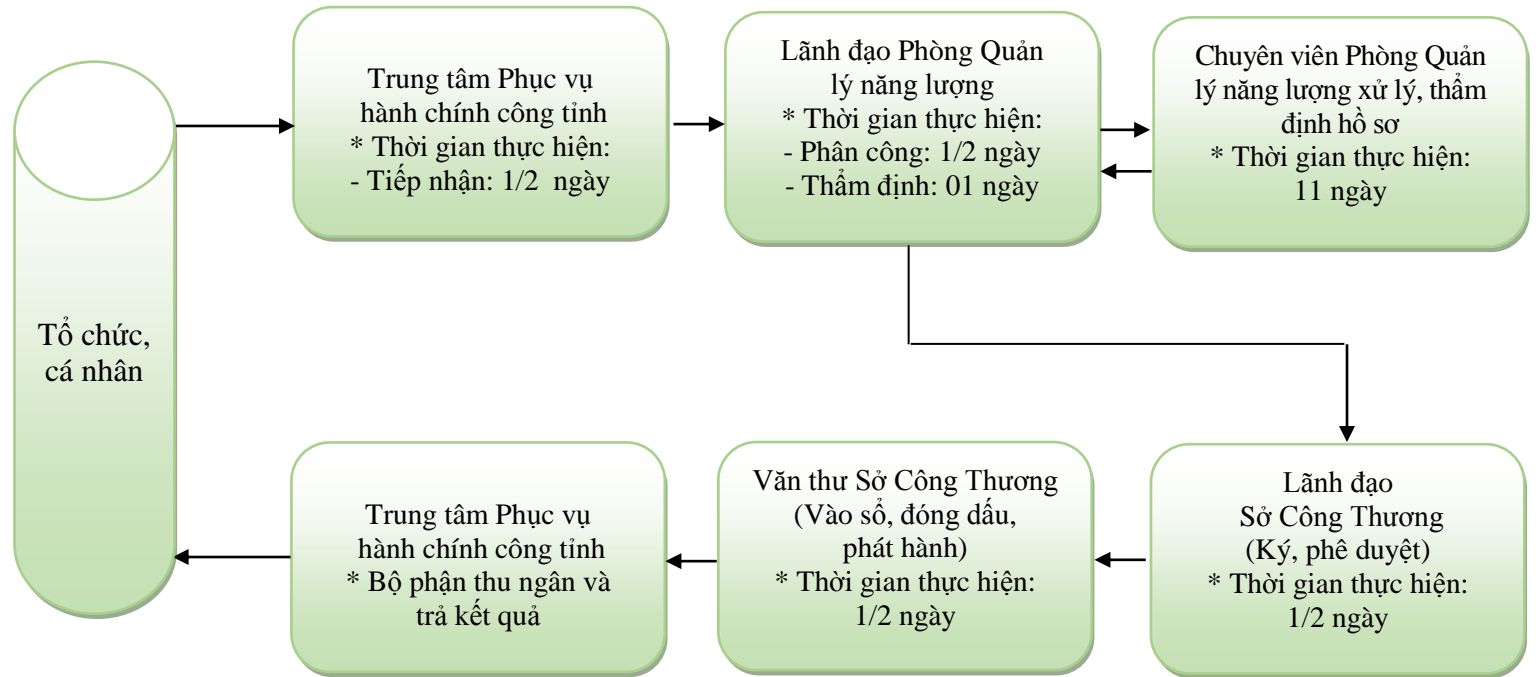 Tổ chức,
cá nhân
Trung tâm Phục vụ
hành chính công tỉnh
* Thời gian thực hiện:
- Tiếp nhận: 1/2 ngày
Lãnh đạo Phòng Quản
lý năng lượng
* Thời gian thực hiện:
- Phân công: 1/2 ngày
- Thẩm định: 01 ngày
Chuyên viên Phòng Quản
lý năng lượng xử lý, thẩm
định hồ sơ
* Thời gian thực hiện:
11 ngày
Lãnh đạo
Sở Công Thương
(Ký, phê duyệt)
* Thời gian thực hiện:
1/2 ngày
Văn thư Sở Công Thương
(Vào sổ, đóng dấu,
phát hành)
* Thời gian thực hiện:
1/2 ngày
Trung tâm Phục vụ
hành chính công tỉnh
* Bộ phận thu ngân và
trả kết quả